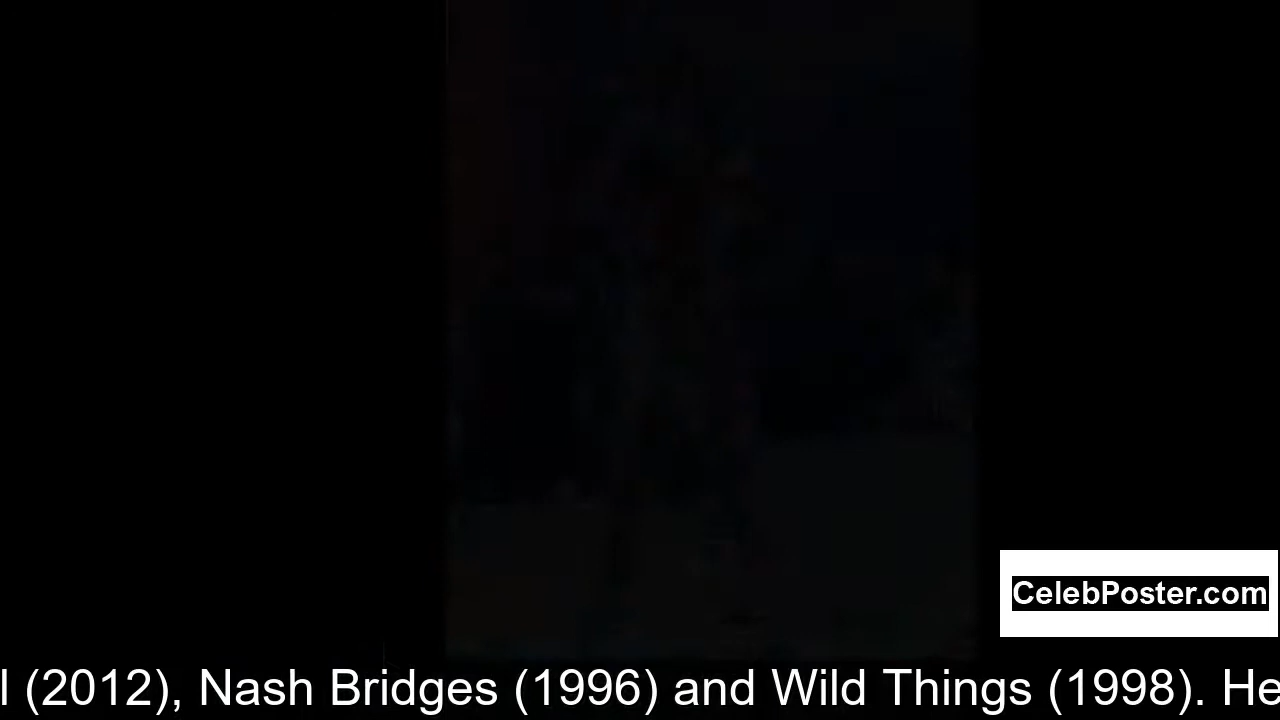 CelebPoster.com
l (2012), Nash Bridges (1996) and Wild Things (1998). He